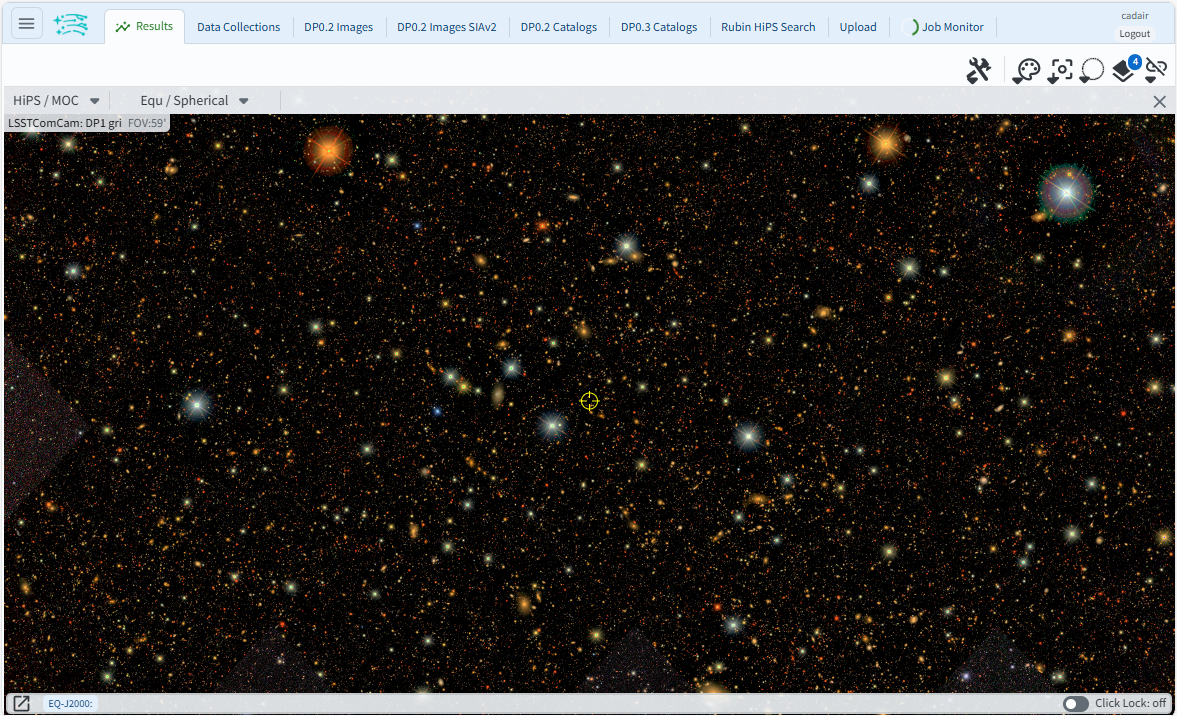 Results Data Collections DP0.2 Images DP0.2 Images SIAv2 DP0.2 Catalogs DP0.3 Catalogs Rubin HiPS Search Upload Job Monitor
cadair
Logout
4
HiPS / MOC Equ / Spherical
LSSTComCam: DP1 gri FOV:59'
EQ-J2000: Click Lock: off